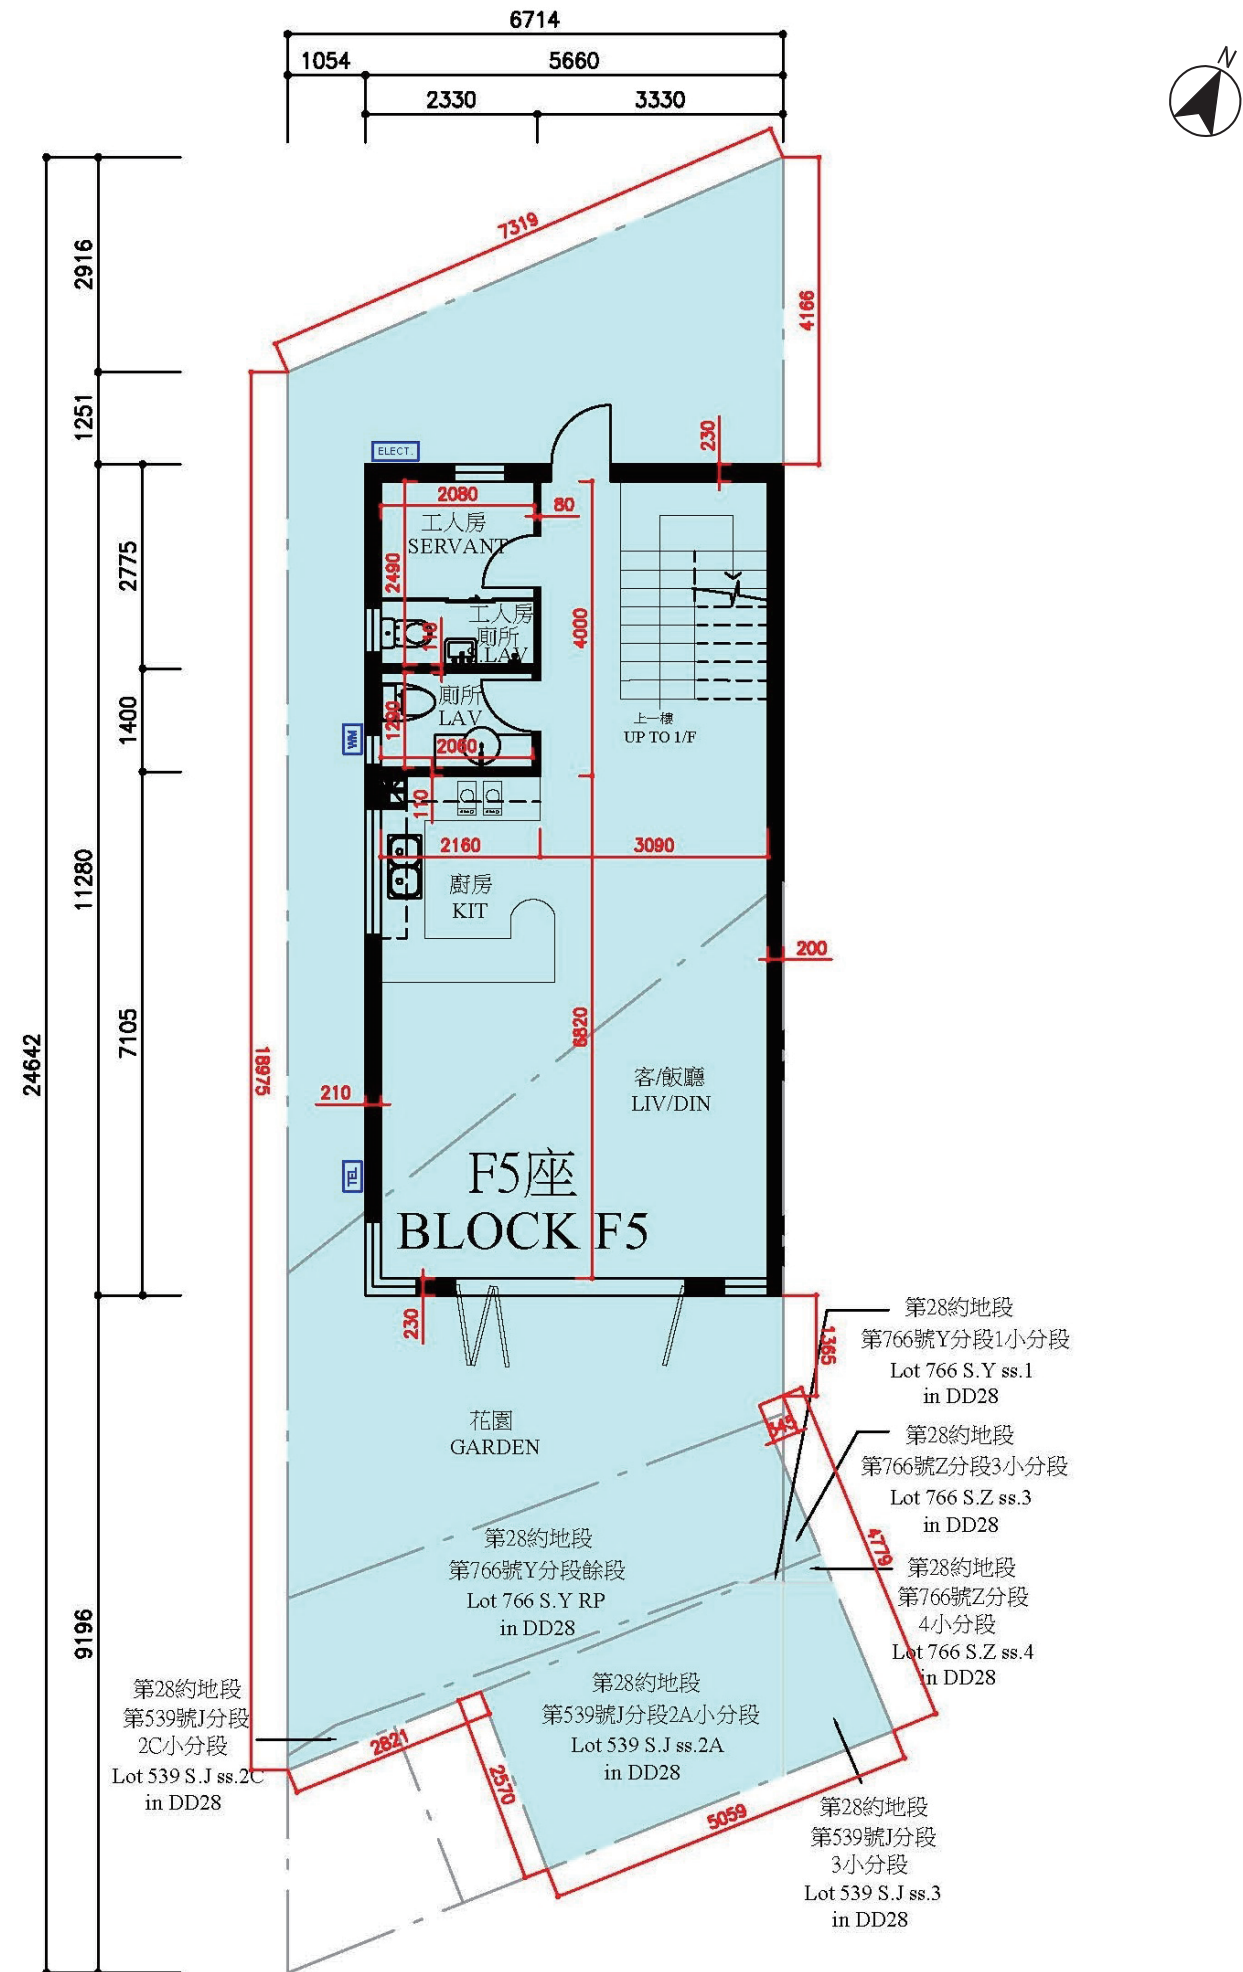 6714
1054
5660
2330
3330
N
7319
2916
4166
1251
230
ELECT.
2080
80
工人房
SERVANT
2490
2775
4000
工人房
廁所
S.LAV
110
廁所
LAV
1200
1400
2060
上一樓
UP TO 1/F
WM
110
2160
3090
廚房
KIT
11280
200
6820
7105
24642
18975
客/飯廳
LIV/DIN
210
TEL
F5座
BLOCK F5
230
1365
第28約地段
第766號Y分段1小分段
Lot 766 S.Y ss.1
in DD28
345
花園
GARDEN
第28約地段
第766號Z分段3小分段
Lot 766 S.Z ss.3
in DD28
4779
第28約地段
第766號Y分段餘段
Lot 766 S.Y RP
in DD28
第28約地段
第766號Z分段
4小分段
Lot 766 S.Z ss.4
in DD28
9196
第28約地段
第539號J分段
2C小分段
Lot 539 S.J ss.2C
in DD28
第28約地段
第539號J分段2A小分段
Lot 539 S.J ss.2A
in DD28
2821
2570
5059
第28約地段
第539號J分段
3小分段
Lot 539 S.J ss.3
in DD28